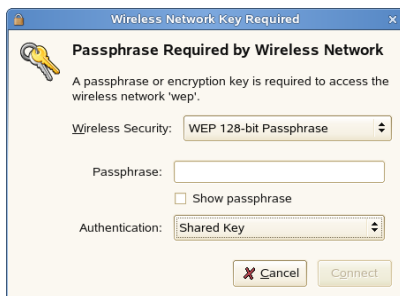 Wireless Network Key Required
Passphrase Required by Wireless Network
A passphrase or encryption key is required to access the
wireless network 'wep'.
Wireless Security: WEP 128-bit Passphrase
Passphrase:
Show passphrase
Authentication: Shared Key
Cancel Connect